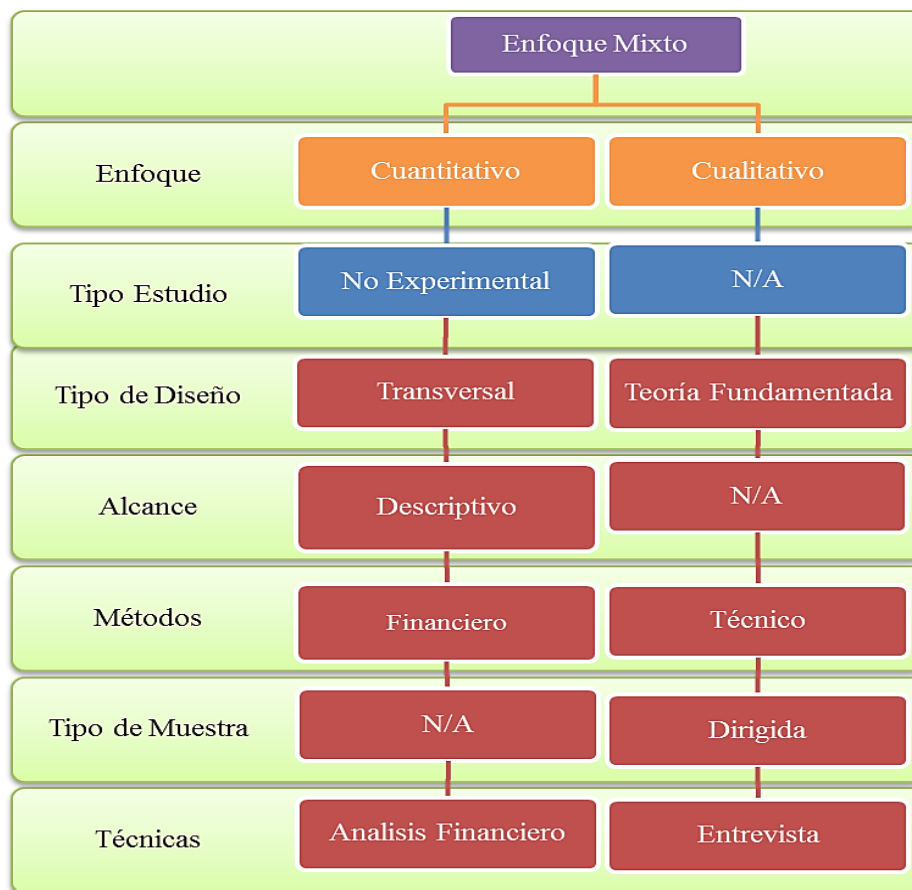 Enfoque Mixto
Enfoque
Cuantitativo
Cualitativo
Tipo Estudio
No Experimental
N/A
Tipo de Diseño
Transversal
Teoría Fundamentada
Alcance
Descriptivo
N/A
Métodos
Financiero
Técnico
Tipo de Muestra
N/A
Dirigida
Técnicas
Analisis Financiero
Entrevista